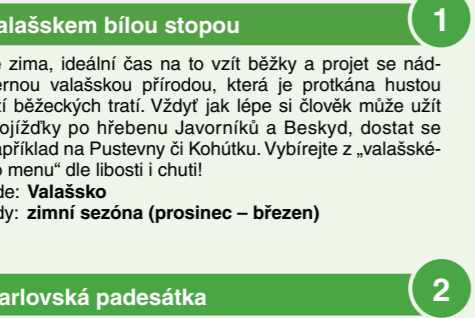 alašskem bílou stopou
1
zima, ideální čas na to vzít běžky a projet se nád-
ernou valašskou přírodou, která je protkána hustou
tí běžeckých tratí. Vždyť jak lépe si člověk může užít
ojížďky po hřebenu Javorníků a Beskyd, dostat se
apříklad na Pustevny či Kohútku. Vybírejte z „valašské-
o menu“ dle libosti i chuti!
de: Valašsko
dy: zimní sezóna (prosinec – březen)
arlovská padesátka
2